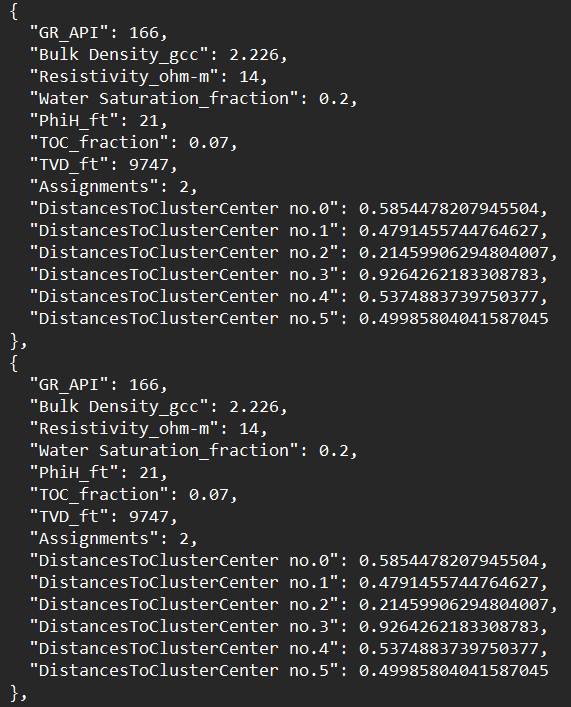 {
"GR_API": 166,
"Bulk Density_gcc": 2.226,
"Resistivity_ohm-m": 14,
"Water Saturation_fraction": 0.2,
"PhiH_ft": 21,
"TOC_fraction": 0.07,
"TVD_ft": 9747,
"Assignments": 2,
"DistancesToClusterCenter no.0": 0.5854478207945504,
"DistancesToClusterCenter no.1": 0.4791455744764627,
"DistancesToClusterCenter no.2": 0.21459906294804007,
"DistancesToClusterCenter no.3": 0.9264262183308783,
"DistancesToClusterCenter no.4": 0.5374883739750377,
"DistancesToClusterCenter no.5": 0.49985804041587045
},
{
"GR_API": 166,
"Bulk Density_gcc": 2.226,
"Resistivity_ohm-m": 14,
"Water Saturation_fraction": 0.2,
"PhiH_ft": 21,
"TOC_fraction": 0.07,
"TVD_ft": 9747,
"Assignments": 2,
"DistancesToClusterCenter no.0": 0.5854478207945504,
"DistancesToClusterCenter no.1": 0.4791455744764627,
"DistancesToClusterCenter no.2": 0.21459906294804007,
"DistancesToClusterCenter no.3": 0.9264262183308783,
"DistancesToClusterCenter no.4": 0.5374883739750377,
"DistancesToClusterCenter no.5": 0.49985804041587045
},